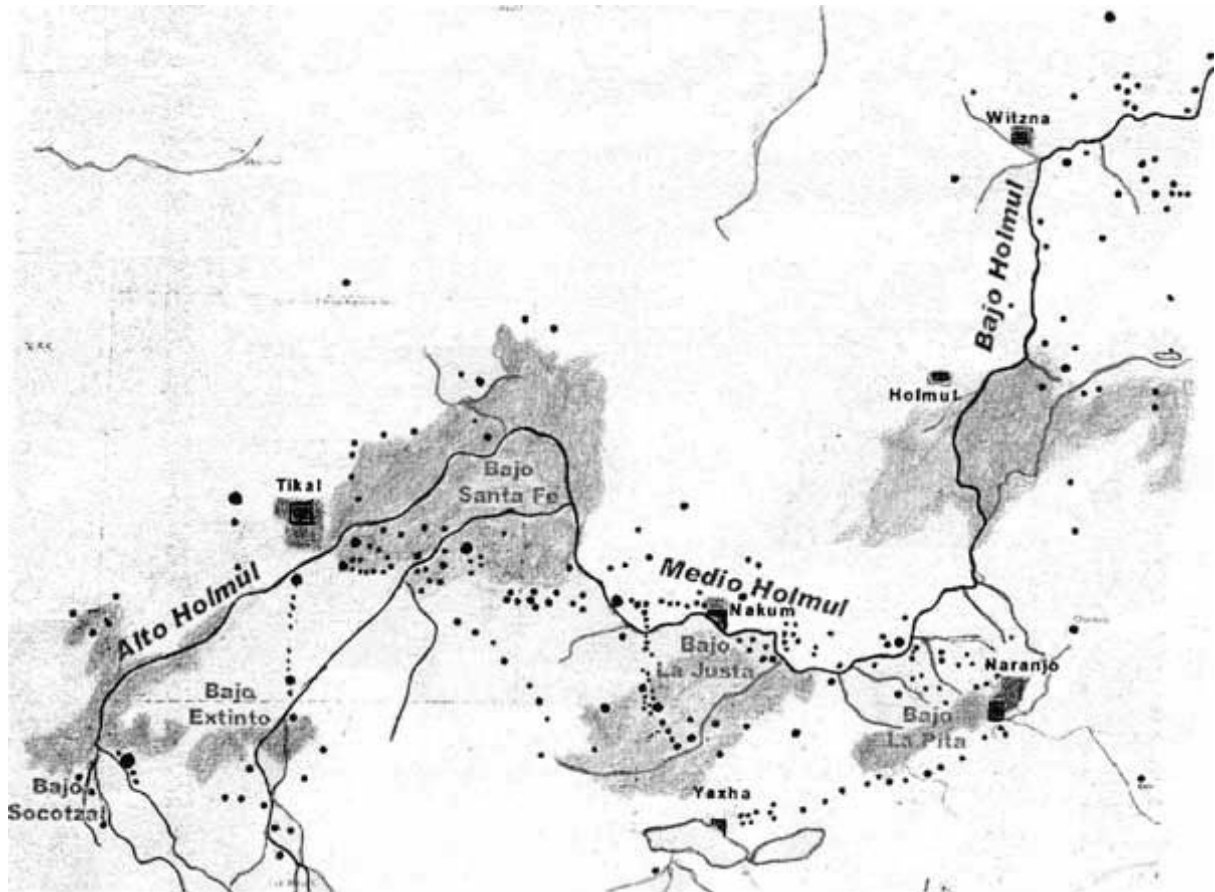 Witzna
Bajo Holmul
Holmul
Tikal
Bajo
Santa Fe
Alto Holmul
Medio Holmul
Nakum
Bajo
La Justa
Naranjo
Bajo
Extinto
Bajo
La Pita
Bajo
Socotzal
Yaxha